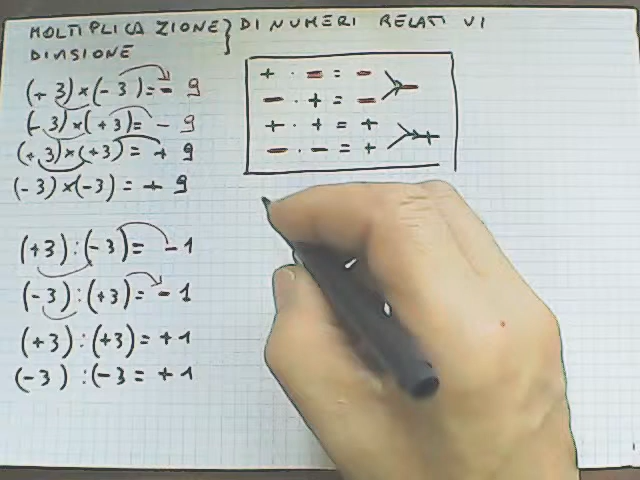 MOLTIPLICAZIONE } DI NUMERI RELATIVI
DIVISIONE
(+3)×(-3)=- 9
(-3)×(+3)=- 9
(+3)×(+3)=+ 9
(-3)×(-3)=+ 9
(+3):(-3)= -1
(-3):(+3)=-1
(+3):(+3)=+1
(-3):(-3=+1
+ · - = -
- · + = - > -
+ · + = +
- · - = + > +